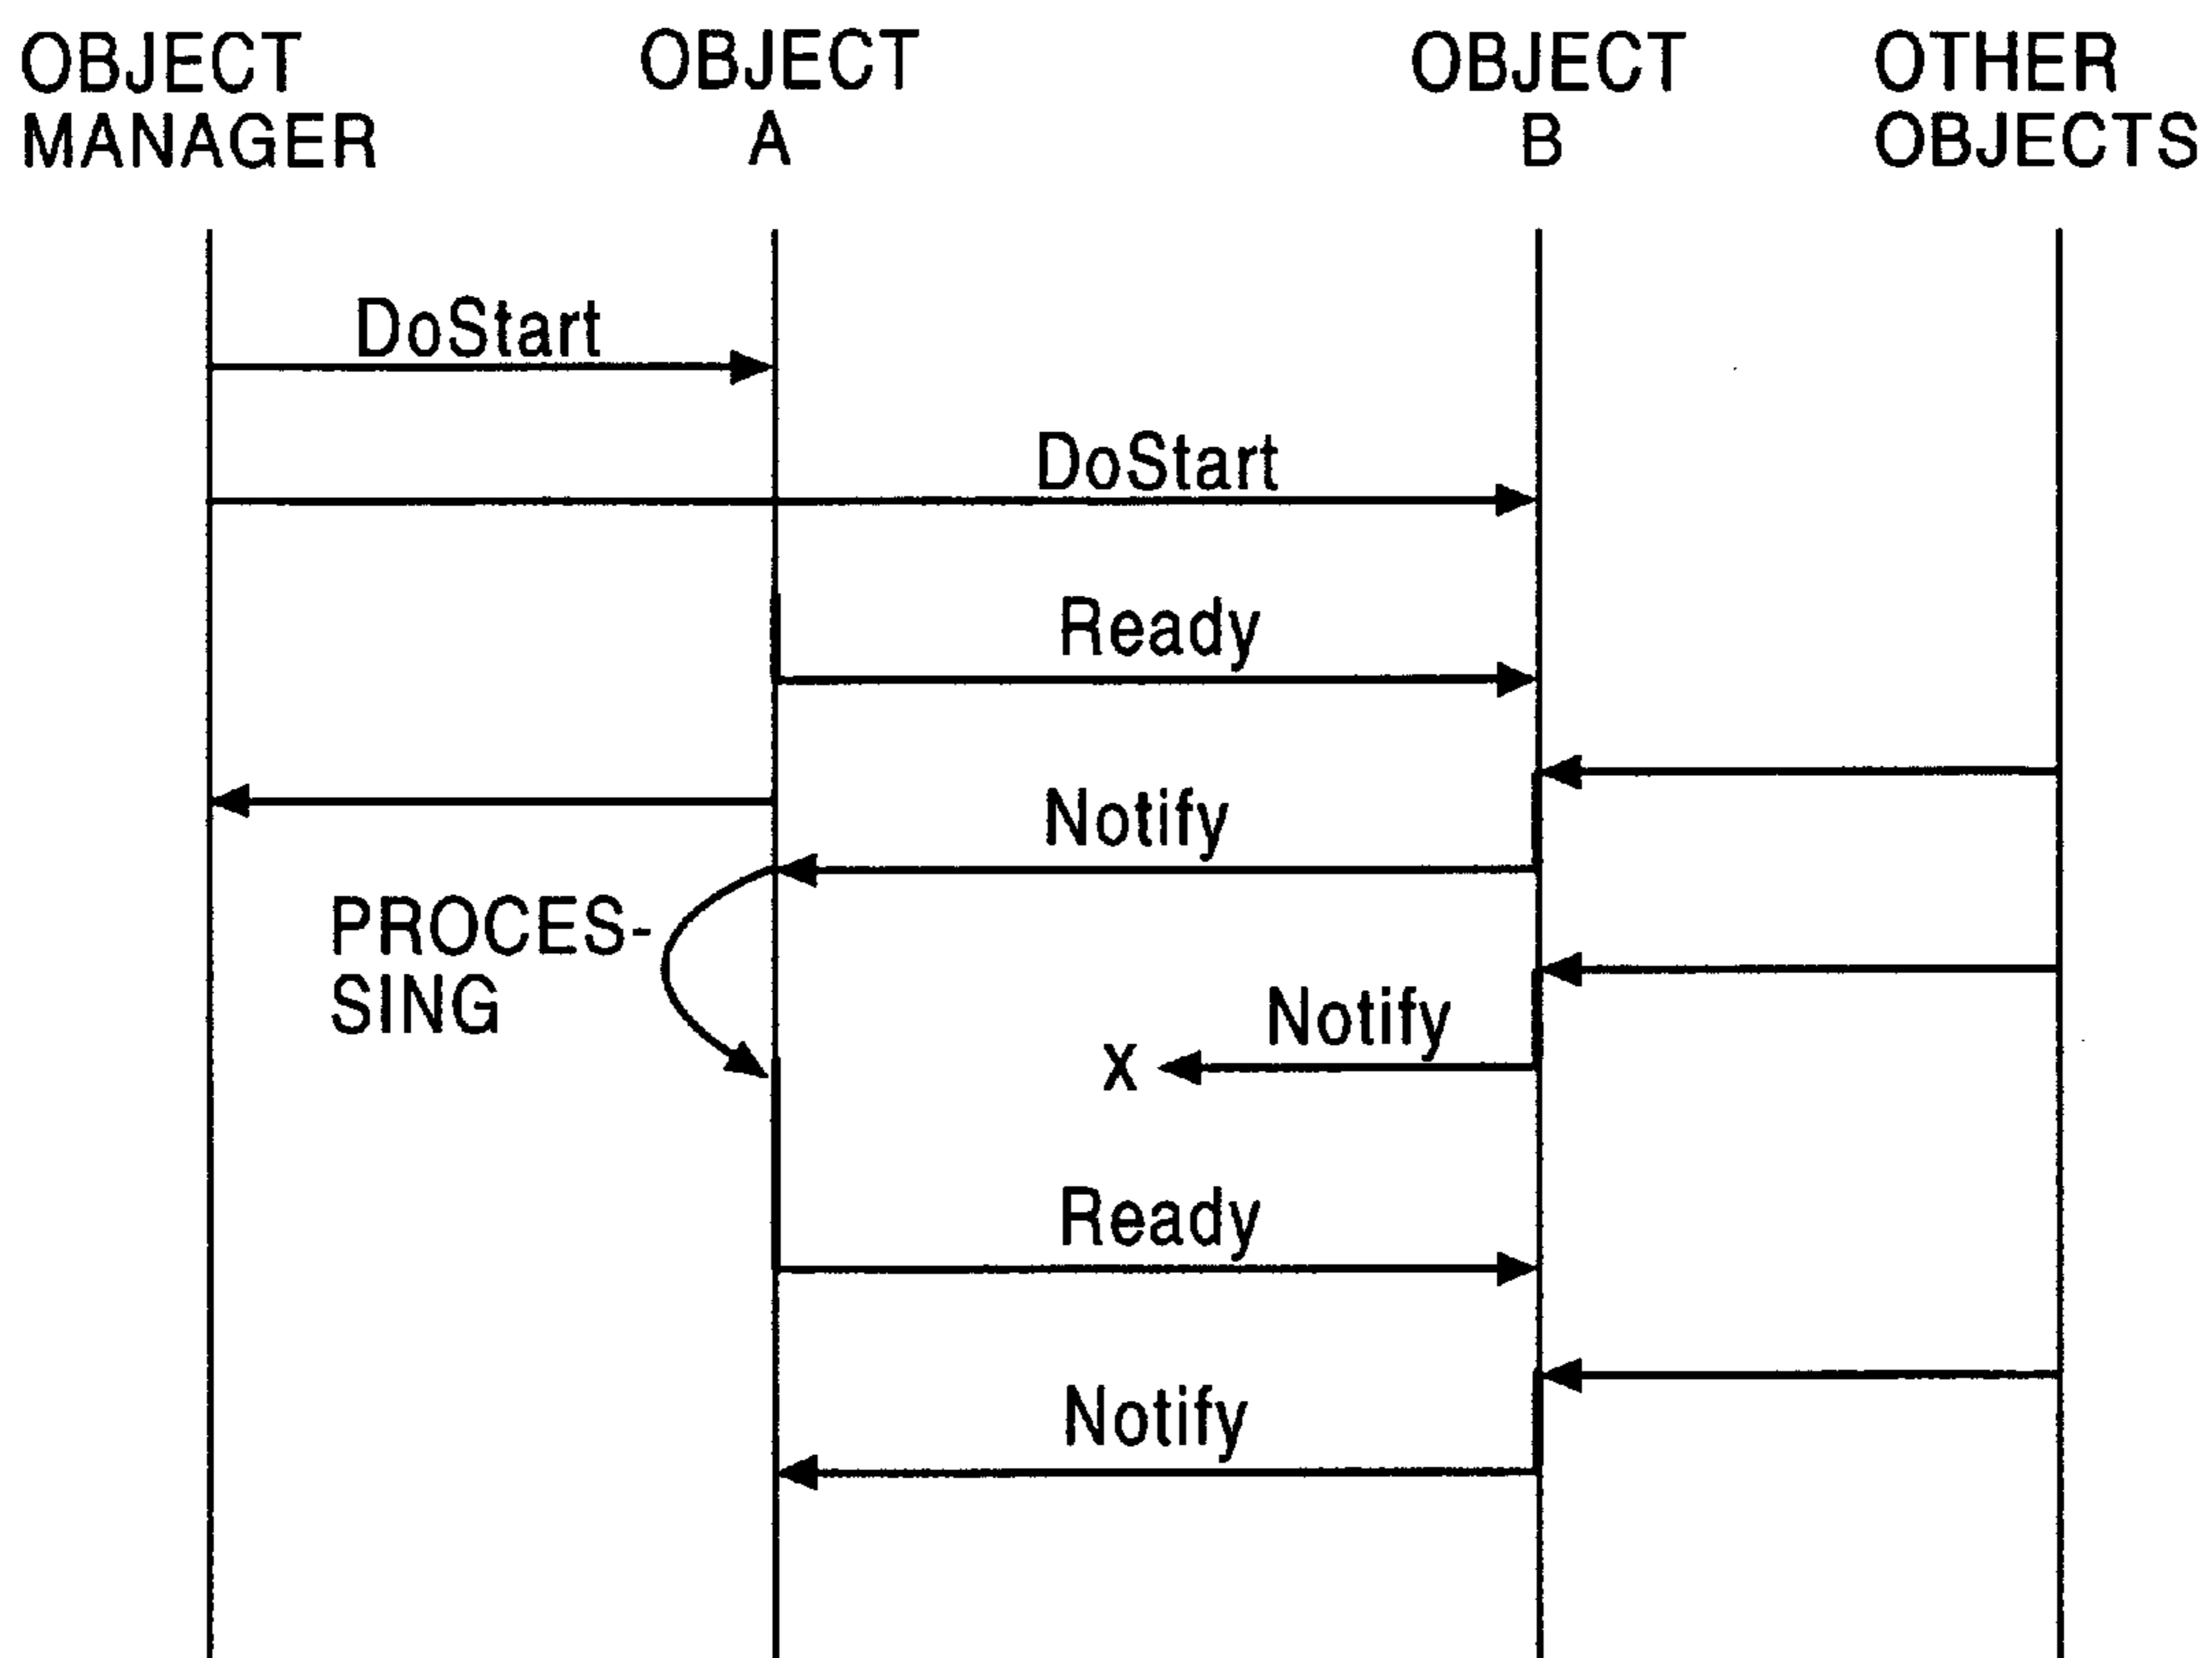 OBJECT
MANAGER
OBJECT
A
OBJECT
B
OTHER
OBJECTS
DoStart
DoStart
Ready
Notify
PROCES-
SING
Notify
X
Ready
Notify